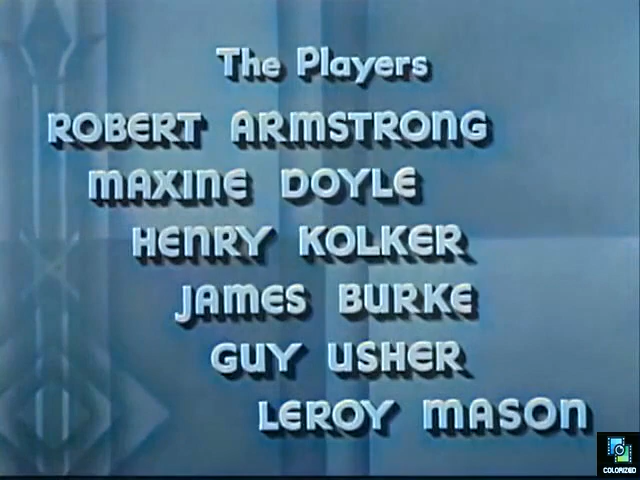 The Players
ROBERT ARMSTRONG
MAXINE DOYLE
HENRY KOLKER
JAMES BURKE
GUY USHER
LEROY MASON
COLORIZED